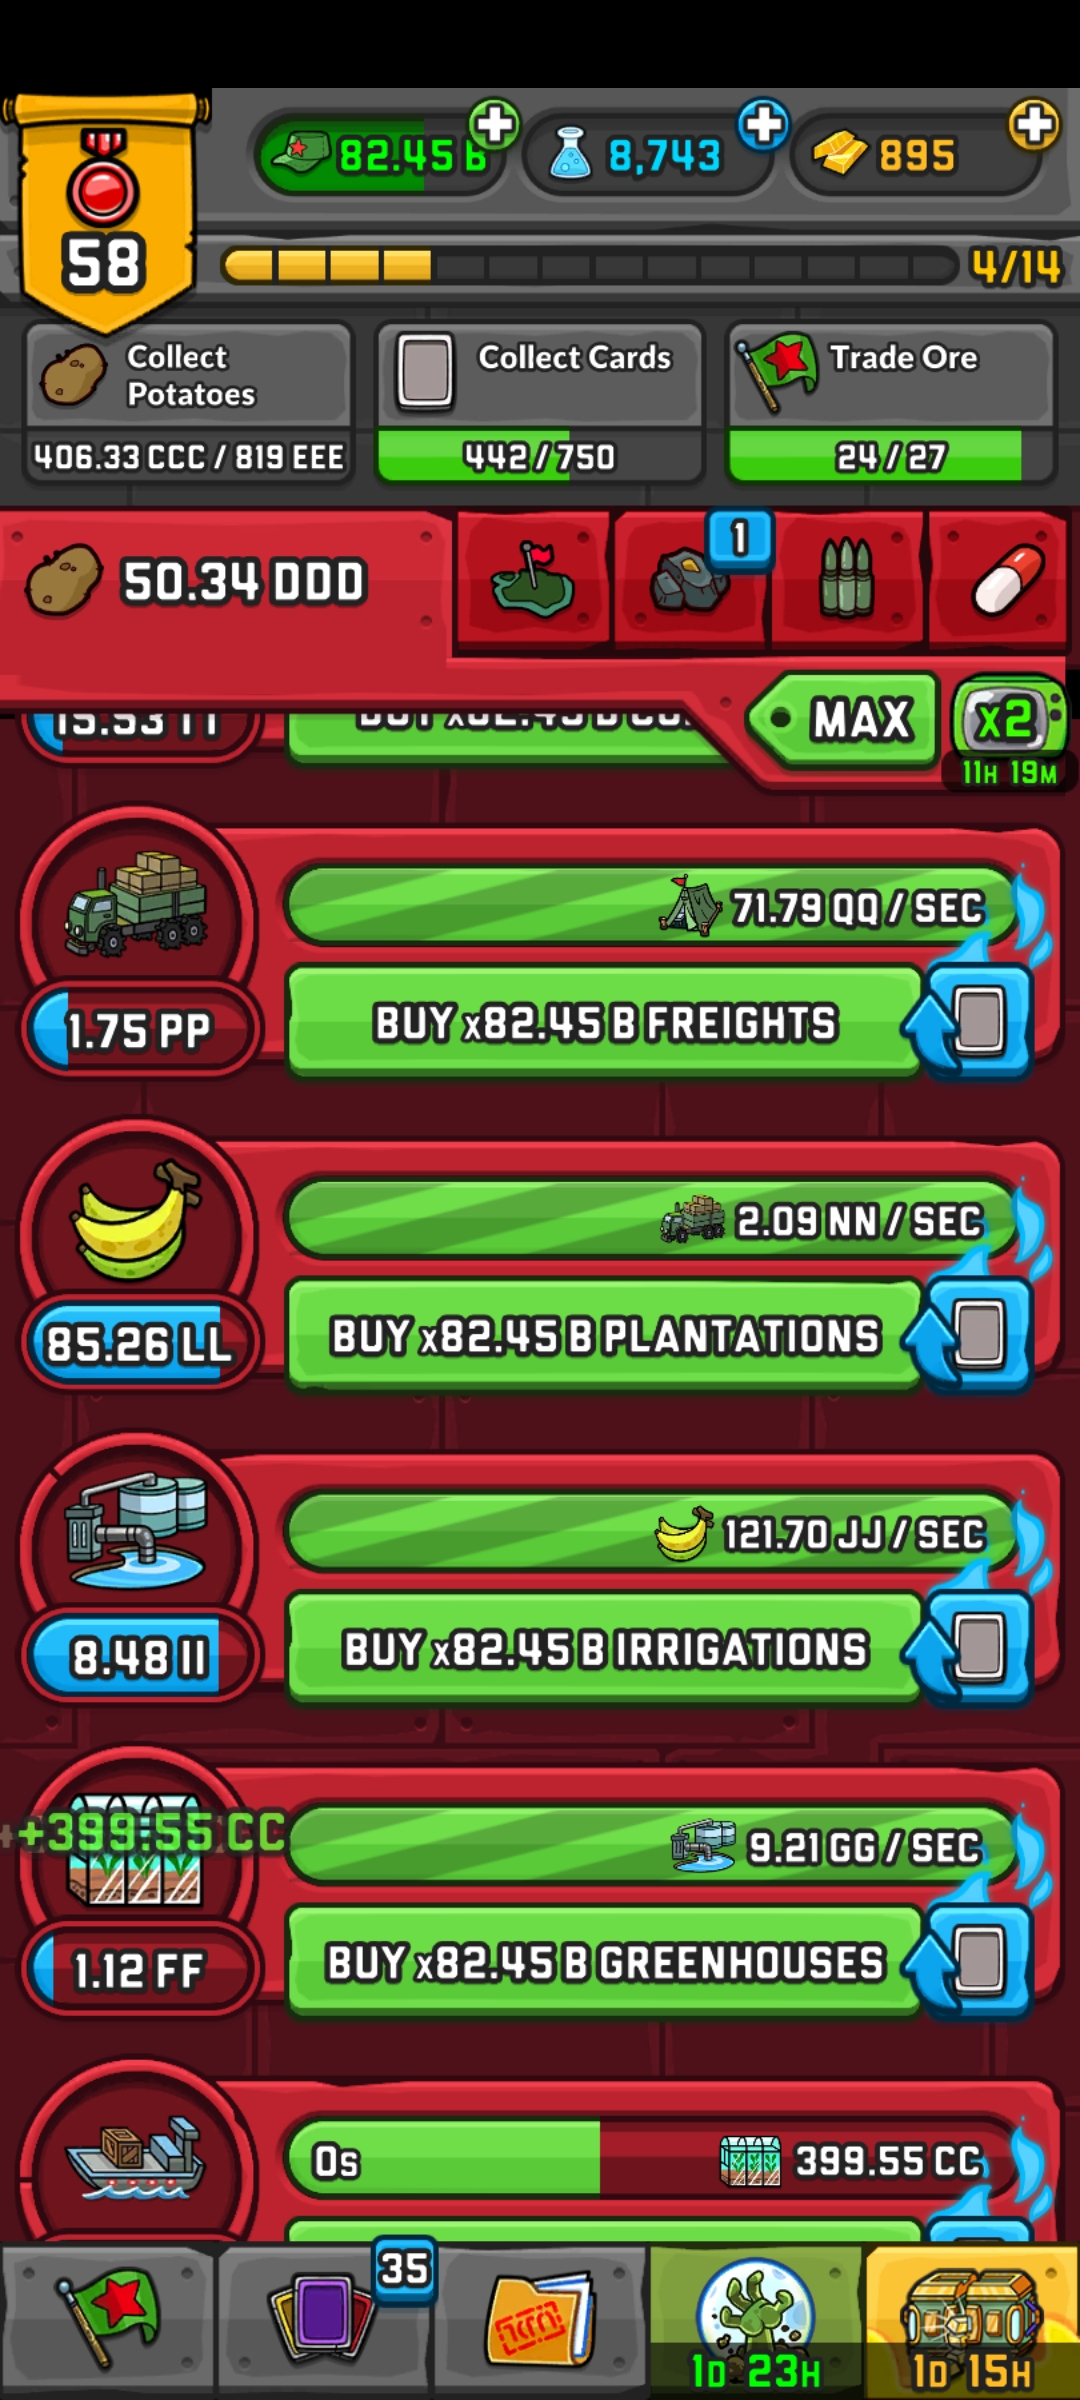 82.45 B
8,743
895
58
4/14
Collect
Potatoes
Collect Cards
Trade Ore
406.33 CCC / 819 EEE
442/750
24/27
50.34 DDD
1
MAX
x2
11H 19M
71.79 QQ / SEC
1.75 PP
BUY x82.45 B FREIGHTS
2.09 NN / SEC
85.26 LL
BUY x82.45 B PLANTATIONS
121.70 JJ / SEC
8.48 II
BUY x82.45 B IRRIGATIONS
+399.55 CC
9.21 GG / SEC
1.12 FF
BUY x82.45 B GREENHOUSES
0s
399.55 CC
35
1D 23H
1D 15H